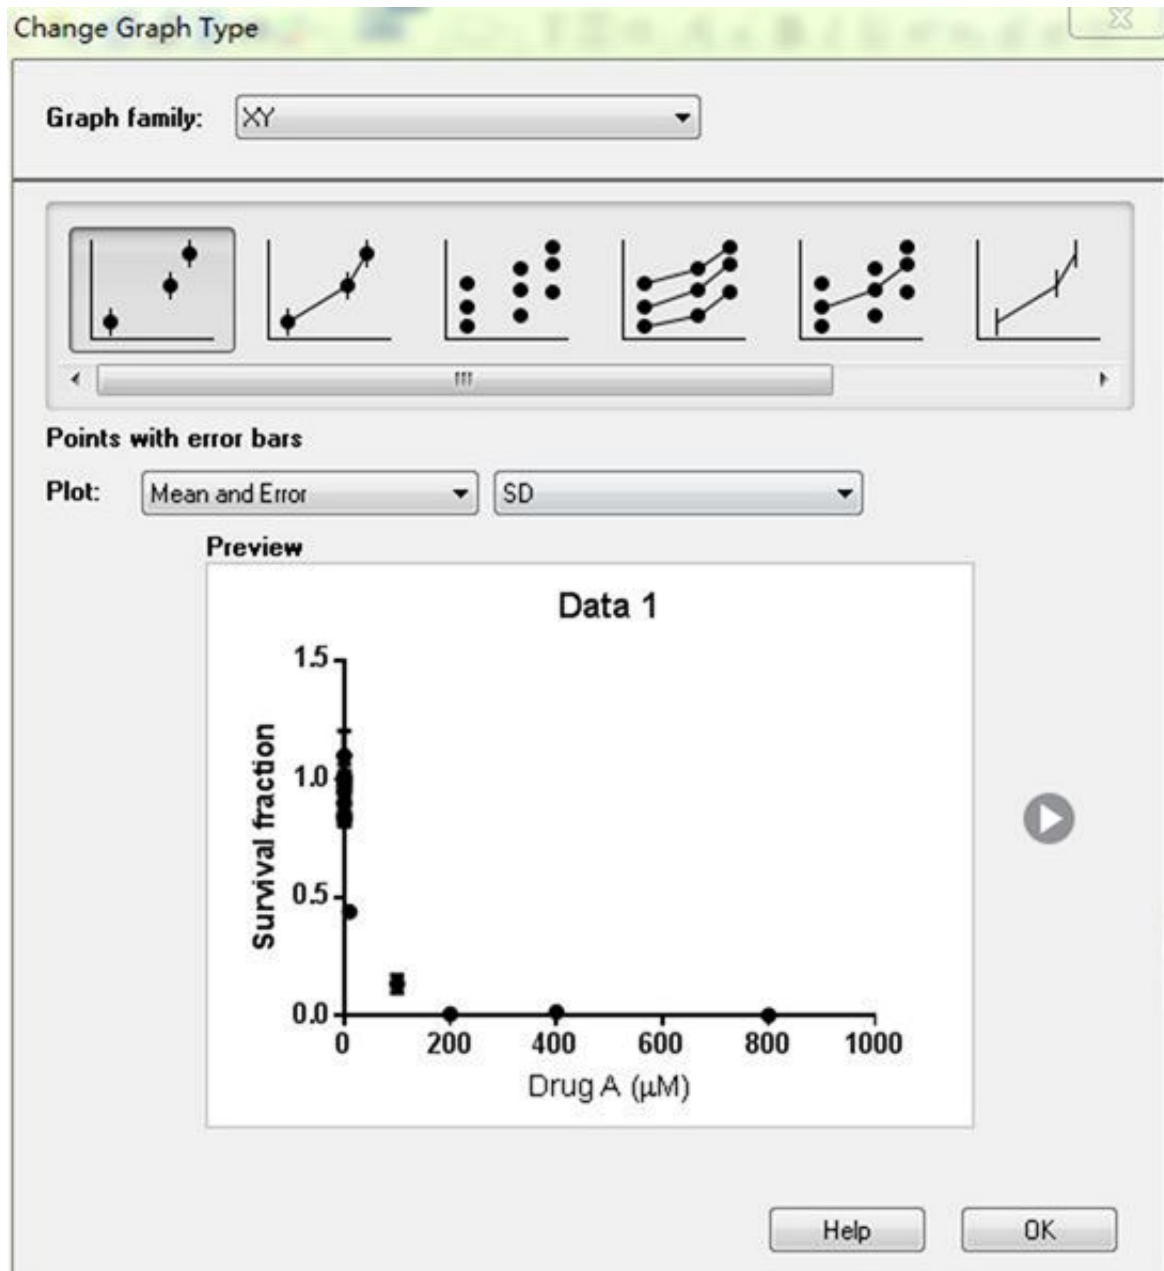 Change Graph Type
Graph family: XY
Points with error bars
Plot: Mean and Error SD
Preview
Data 1
1.5
1.0
0.5
0.0
Survival fraction
0 200 400 600 800 1000
Drug A (μM)
Help OK